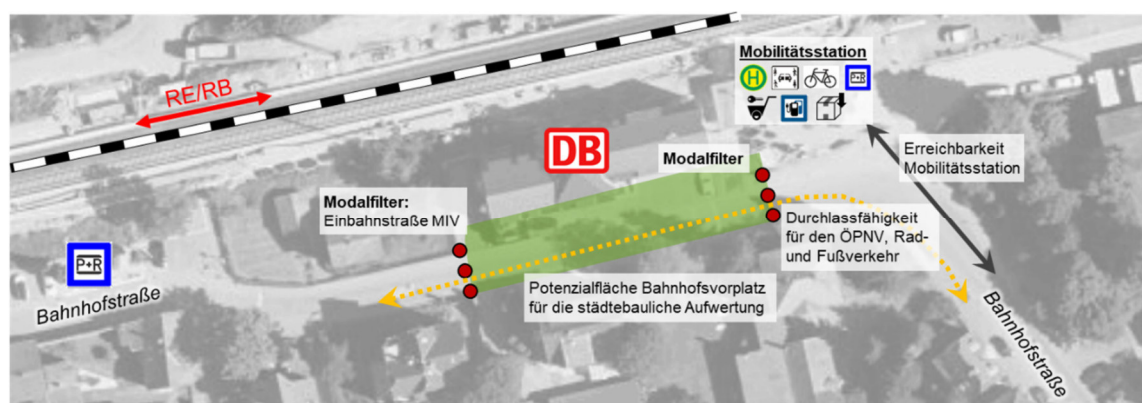 Mobilitätsstation
H
P+R
RE/RB
DB
Modalfilter
Erreichbarkeit
Mobilitätsstation
Modalfilter:
Einbahnstraße MIV
Durchlassfähigkeit
für den ÖPNV, Rad-
und Fußverkehr
P+R
Bahnhofstraße
Potenzialfläche Bahnhofsvorplatz
für die städtebauliche Aufwertung
Bahnhofstraße